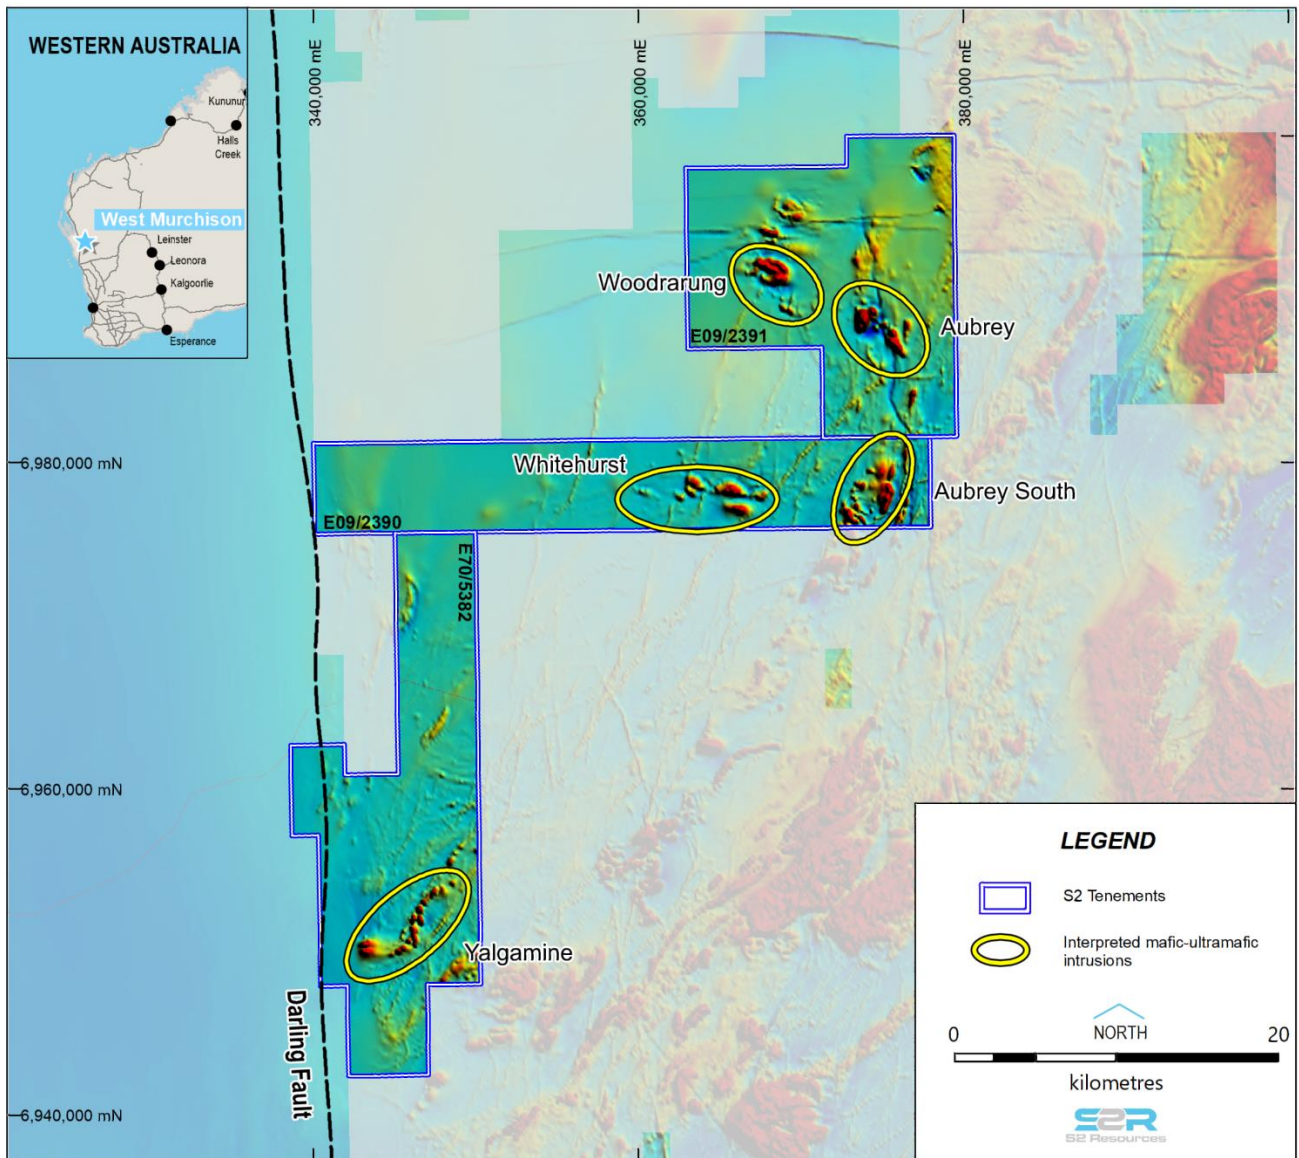 WESTERN AUSTRALIA
Kununur
Halls
Creek
West Murchison
Leinster
Leonora
Kalgoorlie
Esperance
340,000 mE
360,000 mE
380,000 mE
Woodrarung
Aubrey
E09/2391
6,980,000 mN
Whitehurst
Aubrey South
E09/2390
E70/5382
6,960,000 mN
Yalgamine
Darling Fault
6,940,000 mN
LEGEND
S2 Tenements
Interpreted mafic-ultramafic
intrusions
NORTH
0 20
kilometres
S2R
S2 Resources